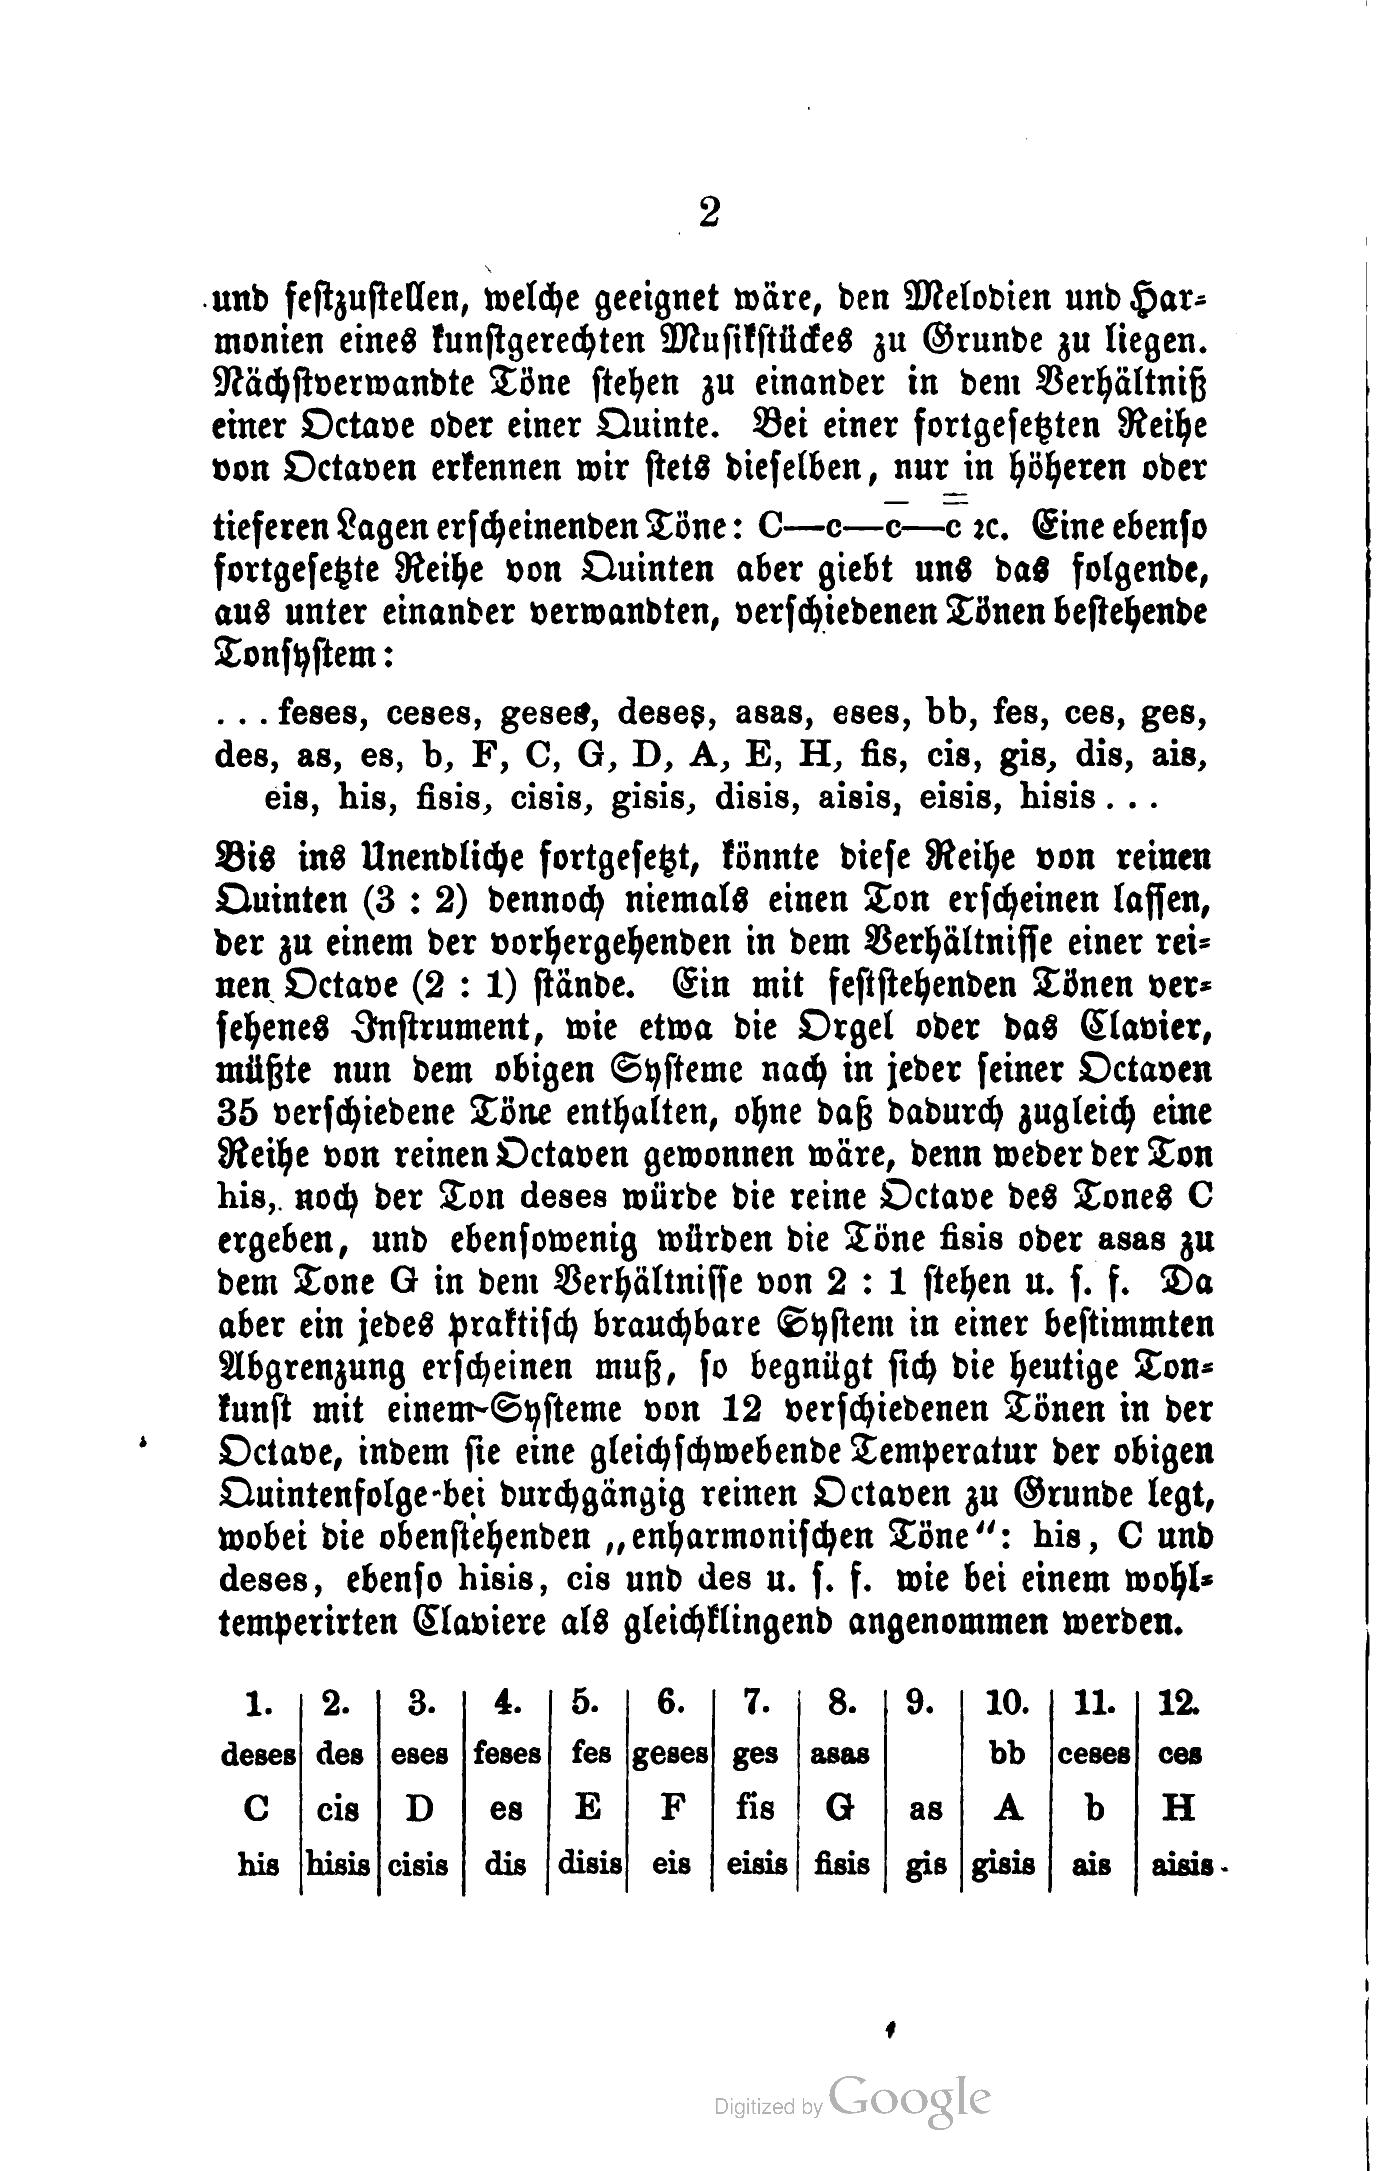 2
und festzustellen, welche geeignet wäre, den Melodien und Har-
monien eines kunstgerechten Musikstückes zu Grunde zu liegen.
Nächstverwandte Töne stehen zu einander in dem Verhältniß
einer Octave oder einer Quinte. Bei einer fortgesetzten Reihe
von Octaven erkennen wir stets dieselben, nur in höheren oder
tieferen Lagen erscheinenden Töne: C—c—c̅—c̿ ꝛc. Eine ebenso
fortgesetzte Reihe von Quinten aber giebt uns das folgende,
aus unter einander verwandten, verschiedenen Tönen bestehende
Tonsystem:
...feses, ceses, geses, deses, asas, eses, bb, fes, ces, ges,
des, as, es, b, F, C, G, D, A, E, H, fis, cis, gis, dis, ais,
eis, his, fisis, cisis, gisis, disis, aisis, eisis, hisis...
Bis ins Unendliche fortgesetzt, könnte diese Reihe von reinen
Quinten (3 : 2) dennoch niemals einen Ton erscheinen lassen,
der zu einem der vorhergehenden in dem Verhältnisse einer rei-
nen Octave (2 : 1) stände. Ein mit feststehenden Tönen ver-
sehenes Instrument, wie etwa die Orgel oder das Clavier,
müßte nun dem obigen Systeme nach in jeder seiner Octaven
35 verschiedene Töne enthalten, ohne daß dadurch zugleich eine
Reihe von reinen Octaven gewonnen wäre, denn weder der Ton
his, noch der Ton deses würde die reine Octave des Tones C
ergeben, und ebensowenig würden die Töne fisis oder asas zu
dem Tone G in dem Verhältnisse von 2 : 1 stehen u. s. f. Da
aber ein jedes praktisch brauchbare System in einer bestimmten
Abgrenzung erscheinen muß, so begnügt sich die heutige Ton-
kunst mit einem Systeme von 12 verschiedenen Tönen in der
Octave, indem sie eine gleichschwebende Temperatur der obigen
Quintenfolge bei durchgängig reinen Octaven zu Grunde legt,
wobei die obenstehenden „enharmonischen Töne“: his, C und
deses, ebenso hisis, cis und des u. s. f. wie bei einem wohl-
temperirten Claviere als gleichklingend angenommen werden.
1. 2. 3. 4. 5. 6. 7. 8. 9. 10. 11. 12.
deses des eses feses fes geses ges asas bb ceses ces
C cis D es E F fis G as A b H
his hisis cisis dis disis eis eisis fisis gis gisis ais aisis.
Digitized by Google